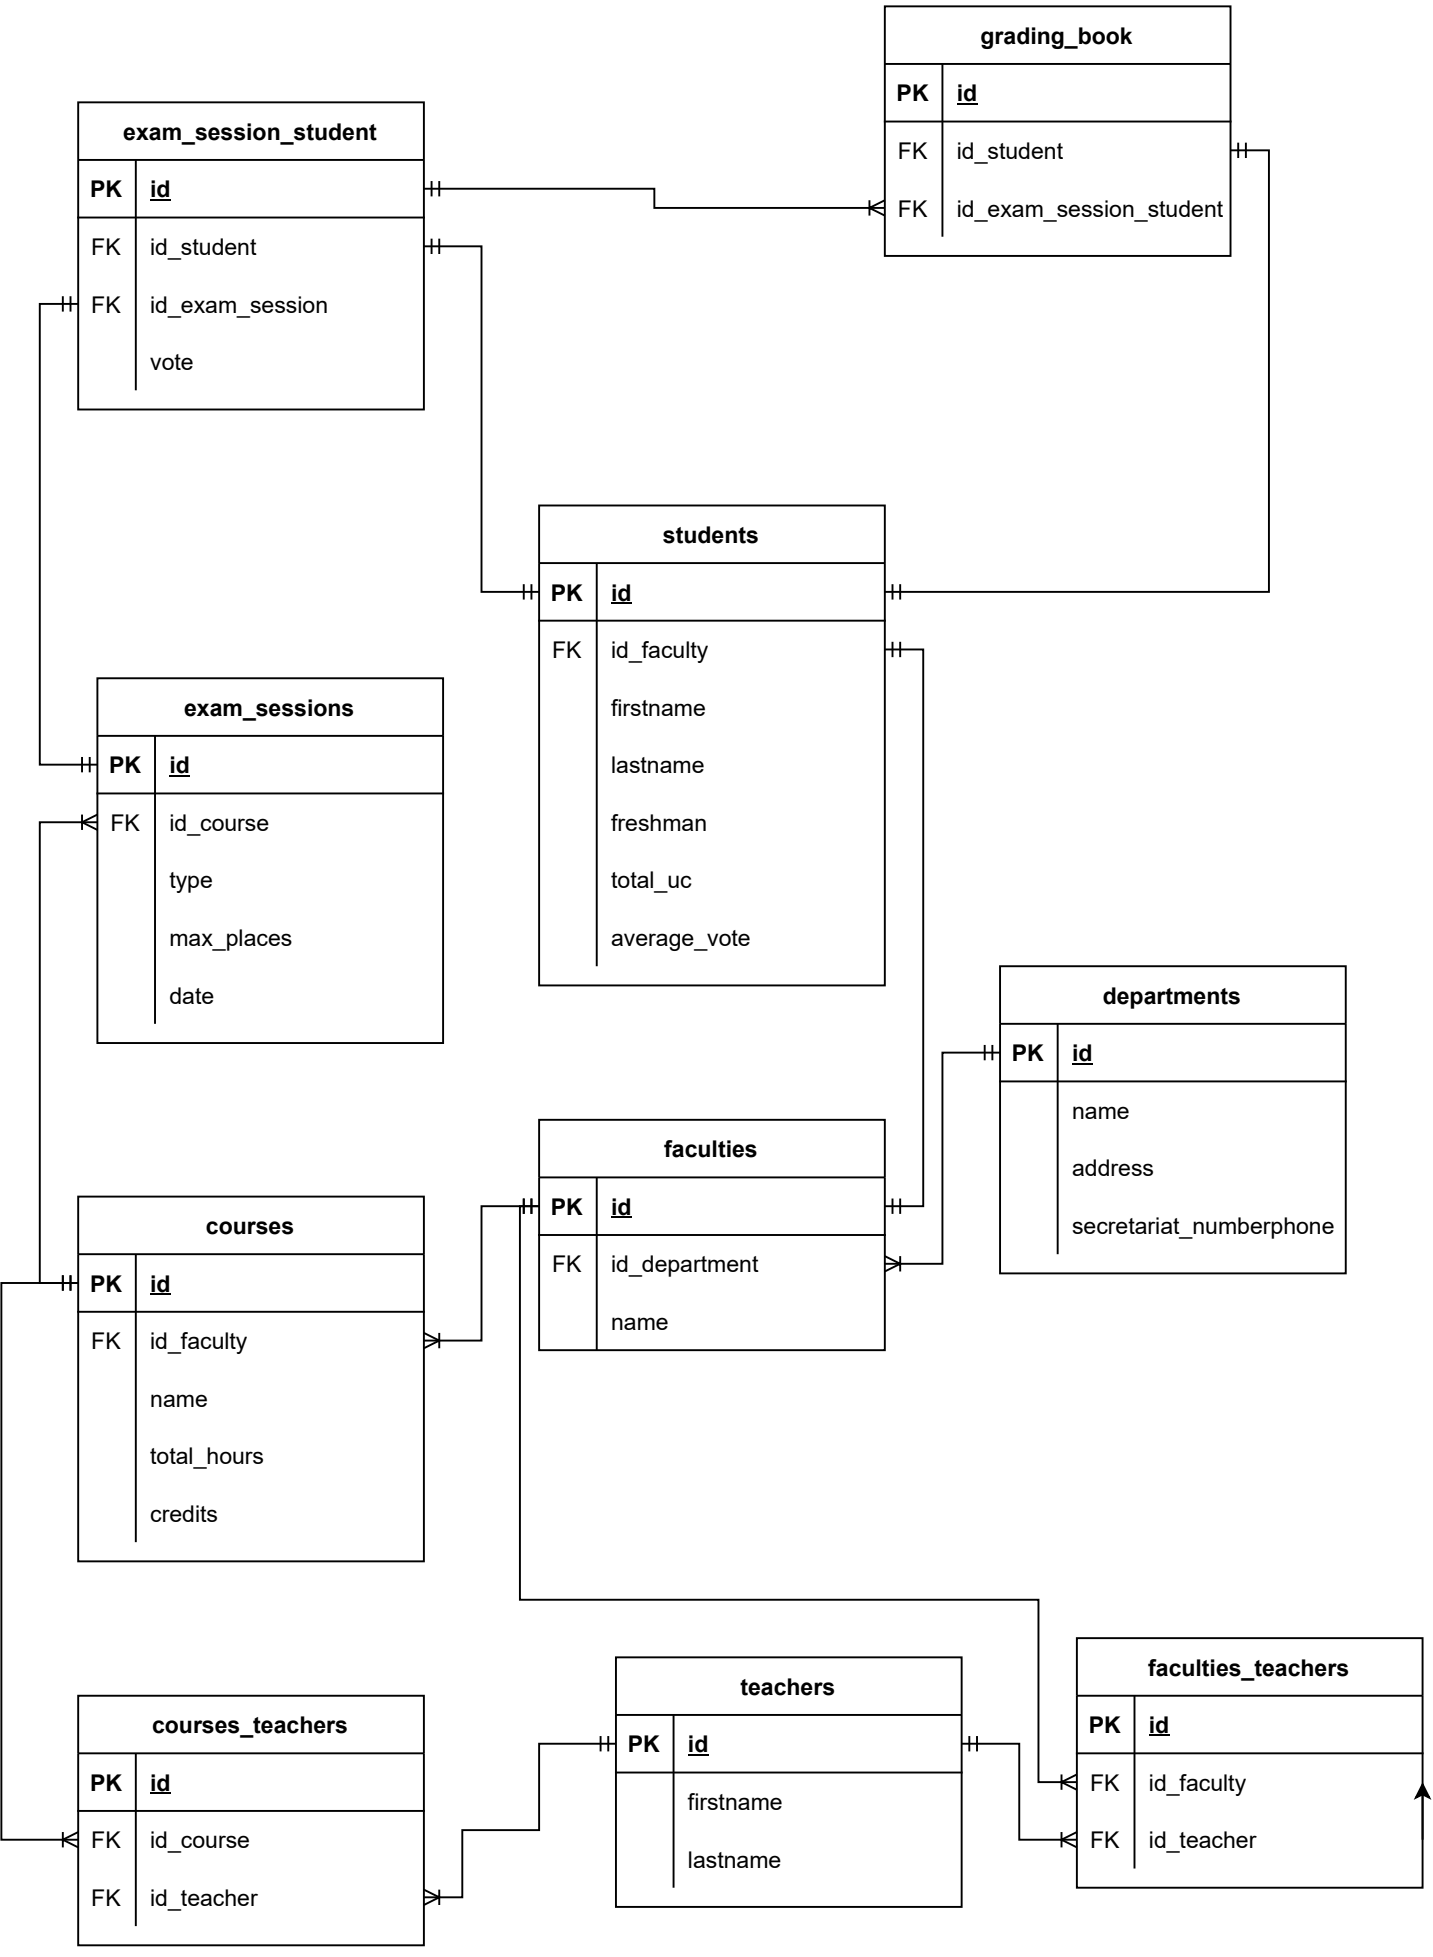 grading_book
PK id
FK id_student
FK id_exam_session_student
exam_session_student
PK id
FK id_student
FK id_exam_session
vote
students
PK id
FK id_faculty
firstname
lastname
freshman
total_uc
average_vote
exam_sessions
PK id
FK id_course
type
max_places
date
departments
PK id
name
address
secretariat_numberphone
faculties
PK id
FK id_department
name
courses
PK id
FK id_faculty
name
total_hours
credits
teachers
PK id
firstname
lastname
faculties_teachers
PK id
FK id_faculty
FK id_teacher
courses_teachers
PK id
FK id_course
FK id_teacher